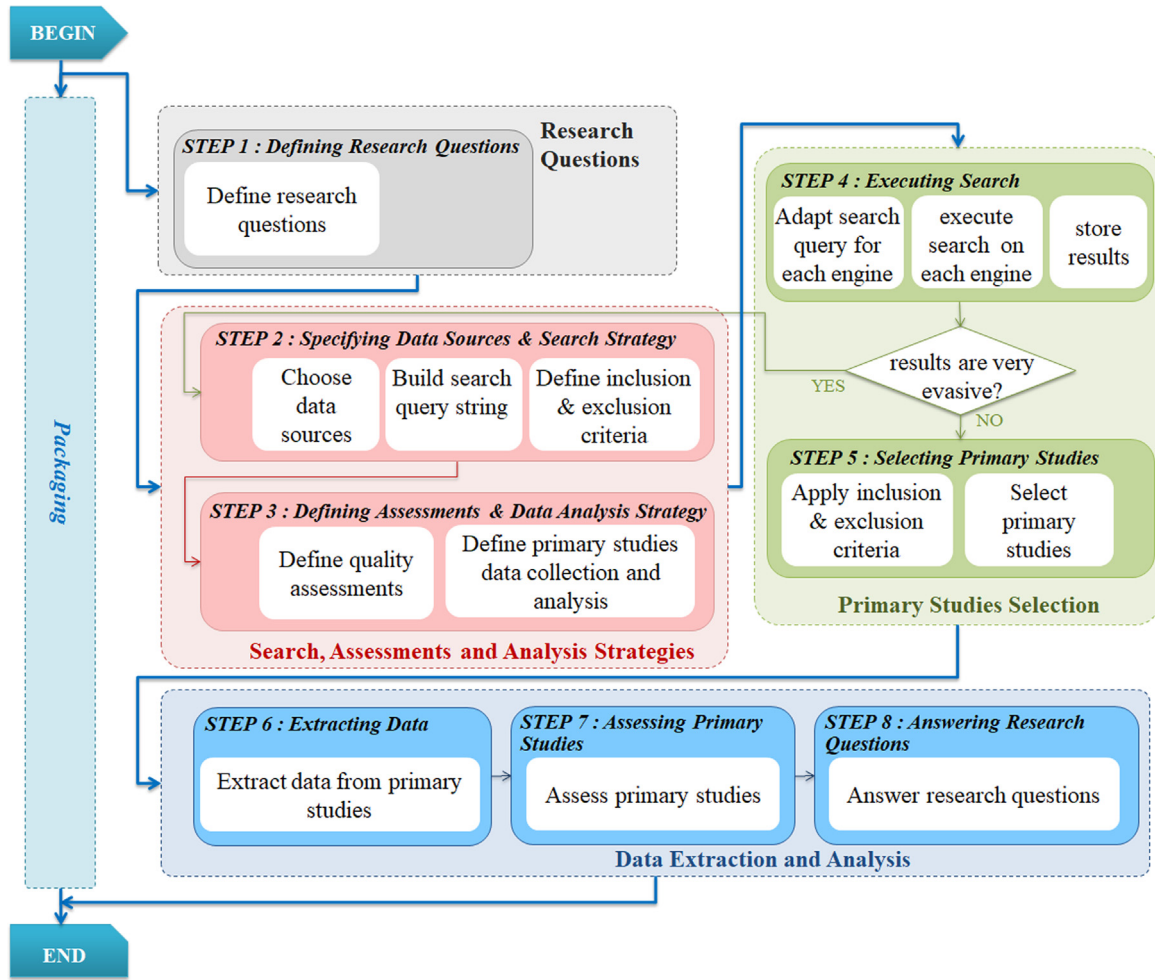 BEGIN
Packaging
Research
Questions
STEP 1 : Defining Research Questions
Define research
questions
STEP 2 : Specifying Data Sources & Search Strategy
Choose
data
sources
Build search
query string
Define inclusion
& exclusion
criteria
STEP 3 : Defining Assessments & Data Analysis Strategy
Define quality
assessments
Define primary studies
data collection and
analysis
Search, Assessments and Analysis Strategies
STEP 4 : Executing Search
Adapt search
query for
each engine
execute
search on
each engine
store
results
results are very
evasive?
YES
NO
STEP 5 : Selecting Primary Studies
Apply inclusion
& exclusion
criteria
Select
primary
studies
Primary Studies Selection
STEP 6 : Extracting Data
Extract data from primary
studies
STEP 7 : Assessing Primary
Studies
Assess primary studies
STEP 8 : Answering Research
Questions
Answer research questions
Data Extraction and Analysis
END